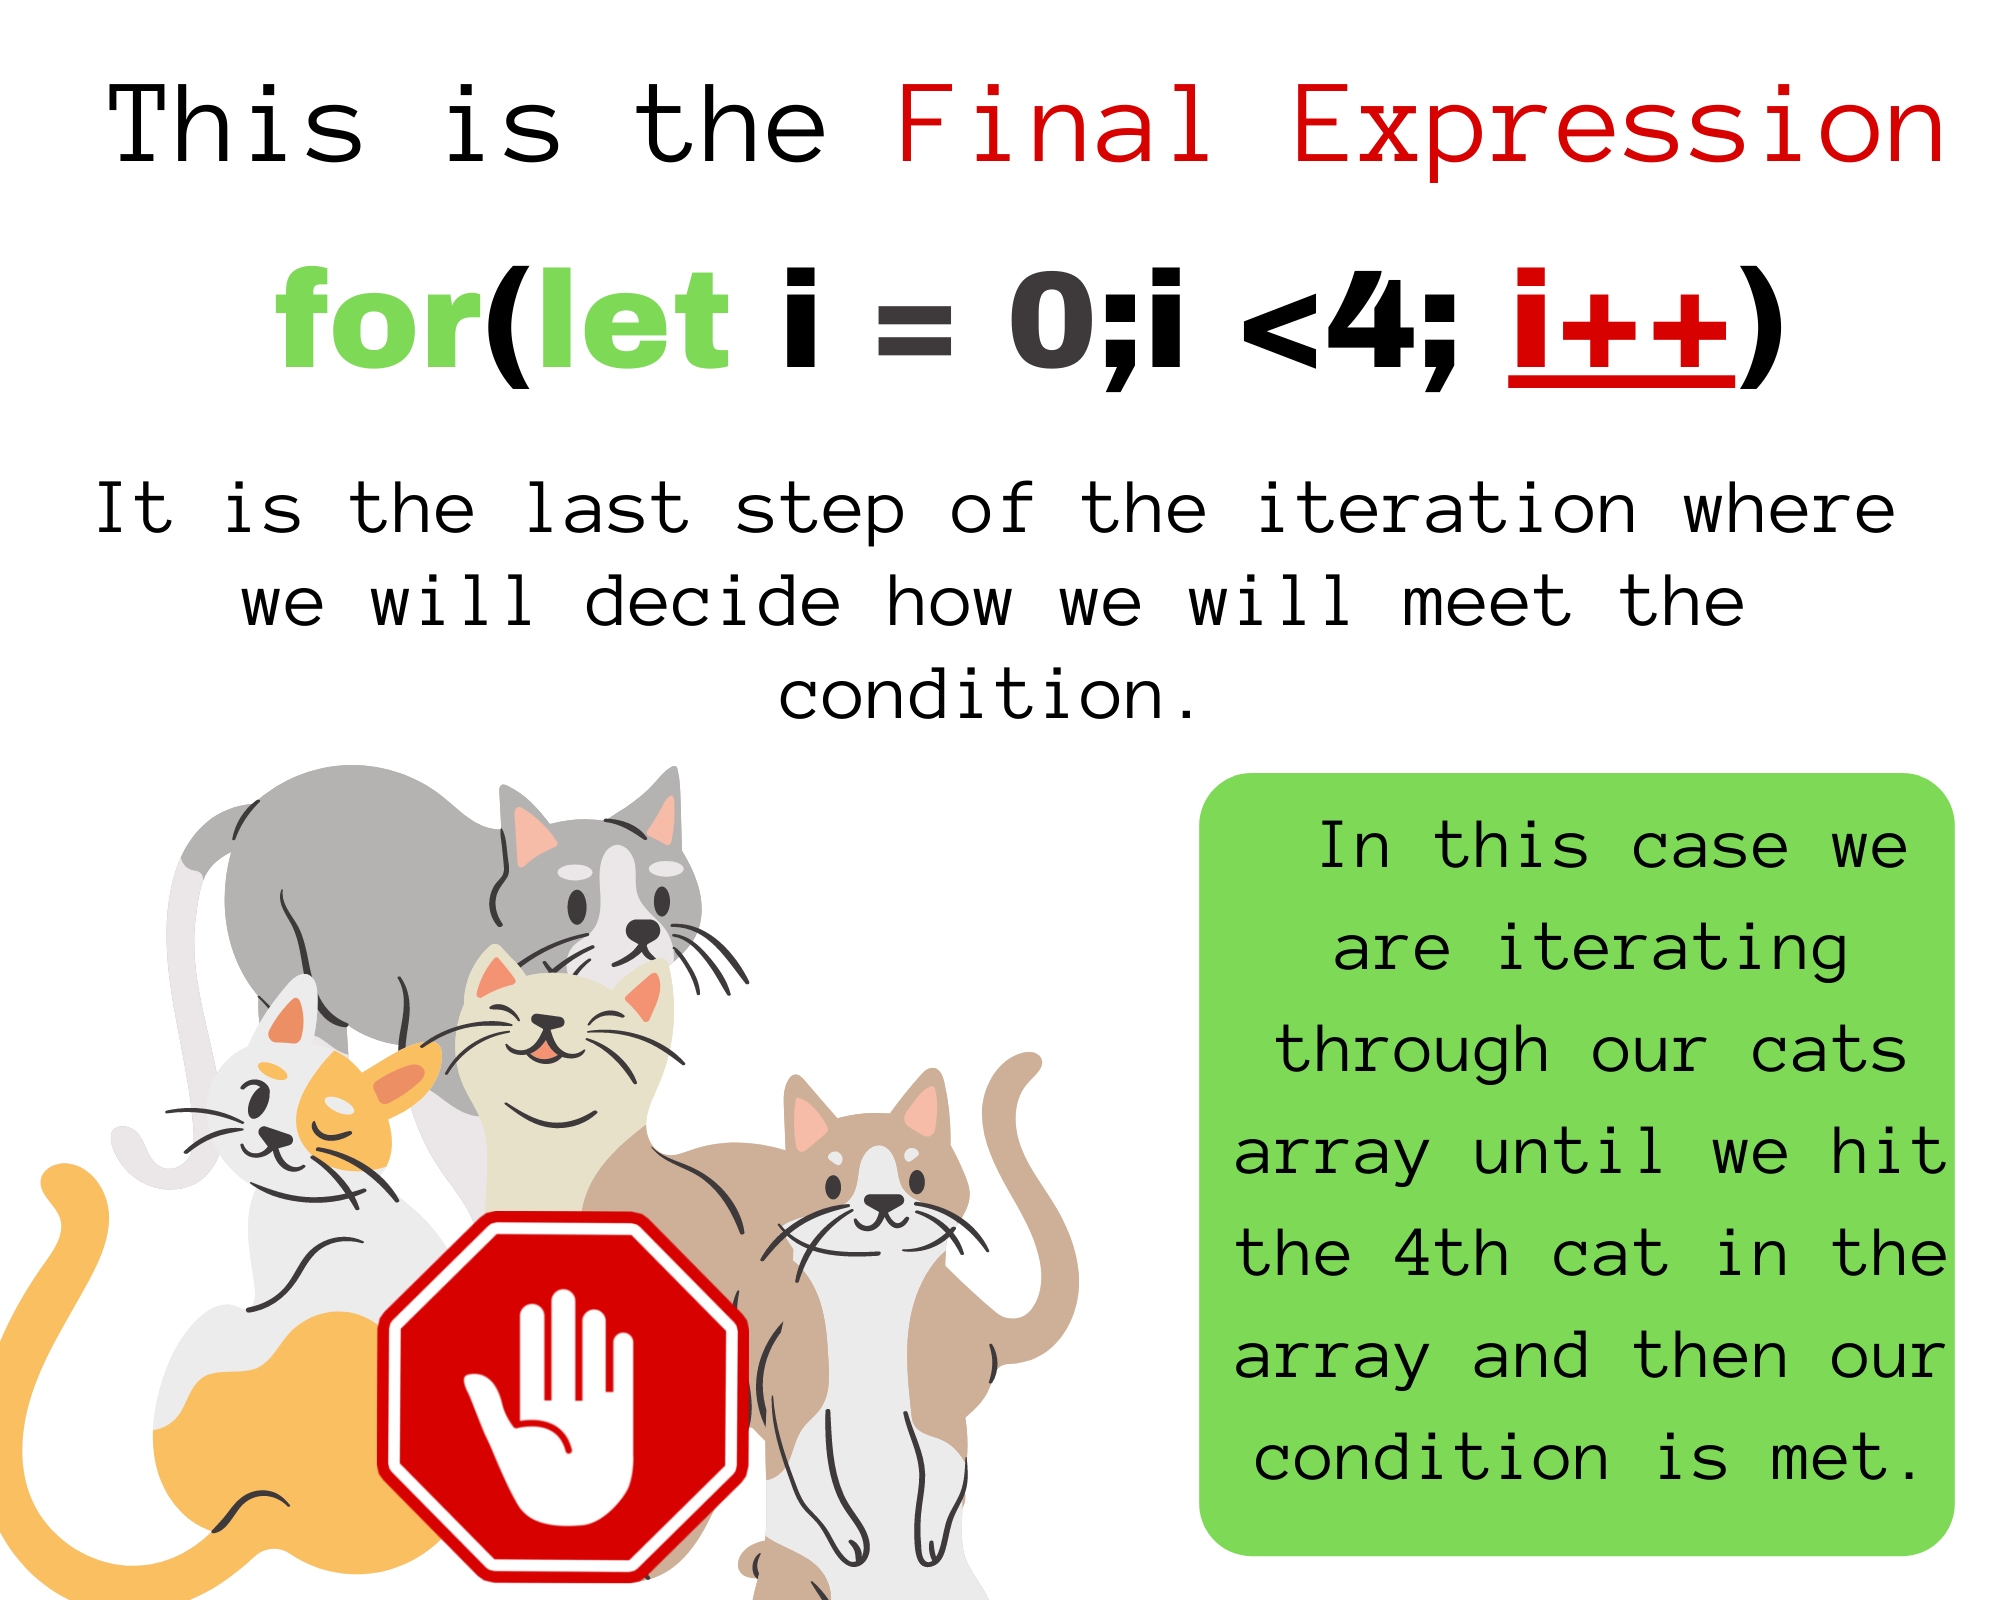 This is the Final Expression
for(let i = 0;i <4; i++)
It is the last step of the iteration where
we will decide how we will meet the
condition.
In this case we
are iterating
through our cats
array until we hit
the 4th cat in the
array and then our
condition is met.